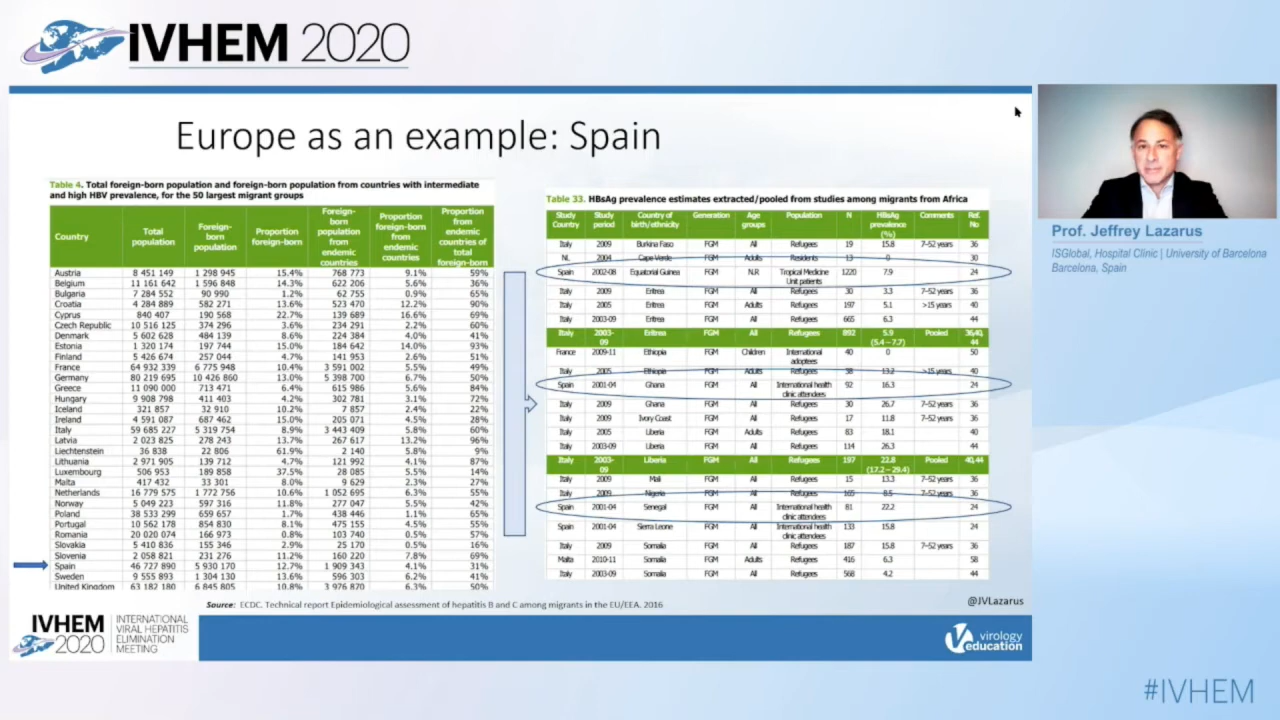 IVHEM 2020
Europe as an example: Spain
Table 4. Total foreign-born population and foreign-born population from countries with intermediate
and high HBV prevalence, for the 50 largest migrant groups
Country Total population Foreign-born population Proportion foreign-born Foreign-born population from endemic countries Proportion foreign-born from endemic countries Proportion from endemic countries of total foreign-born
Austria 8 451 149 1 298 945 15.4% 768 773 9.1% 59%
Belgium 11 161 642 1 596 848 14.3% 622 206 5.6% 36%
Bulgaria 7 284 552 90 990 1.2% 62 755 0.9% 65%
Croatia 4 284 889 582 271 13.6% 523 470 12.2% 90%
Cyprus 840 407 190 568 22.7% 139 689 16.6% 69%
Czech Republic 10 516 125 374 296 3.6% 234 291 2.2% 60%
Denmark 5 602 628 484 139 8.6% 224 384 4.0% 41%
Estonia 1 320 174 197 744 15.0% 184 642 14.0% 93%
Finland 5 426 674 257 044 4.7% 141 953 2.6% 51%
France 64 932 339 6 775 948 10.4% 3 591 002 5.5% 49%
Germany 80 219 695 10 426 860 13.0% 5 398 700 6.7% 50%
Greece 11 090 000 713 471 6.4% 615 986 5.6% 84%
Hungary 9 908 798 411 403 4.2% 302 781 3.1% 72%
Iceland 321 857 32 910 10.2% 7 857 2.4% 22%
Ireland 4 591 087 687 462 15.0% 205 071 4.5% 28%
Italy 59 685 227 5 319 754 8.9% 3 443 409 5.8% 60%
Latvia 2 023 825 278 243 13.7% 267 617 13.2% 96%
Liechtenstein 36 838 22 806 61.9% 2 140 5.8% 9%
Lithuania 2 971 905 139 712 4.7% 121 992 4.1% 87%
Luxembourg 506 953 189 858 37.5% 28 085 5.5% 14%
Malta 417 432 33 301 8.0% 9 629 2.3% 27%
Netherlands 16 779 575 1 772 756 10.6% 1 052 695 6.3% 55%
Norway 5 049 223 597 316 11.8% 277 047 5.5% 42%
Poland 38 533 299 659 657 1.7% 438 446 1.1% 65%
Portugal 10 562 178 854 830 8.1% 475 155 4.5% 55%
Romania 20 020 074 166 973 0.8% 103 740 0.5% 57%
Slovakia 5 410 836 155 346 2.9% 25 170 0.5% 16%
Slovenia 2 058 821 231 276 11.2% 160 220 7.8% 69%
Spain 46 727 890 5 930 170 12.7% 1 909 343 4.1% 31%
Sweden 9 555 893 1 304 130 13.6% 596 303 6.2% 41%
United Kingdom 63 182 180 6 845 805 10.8% 3 976 870 6.3% 50%
Table 33. HBsAg prevalence estimates extracted/pooled from studies among migrants from Africa
Study Country Study period Country of birth/ethnicity Generation Age groups Population N HBsAg prevalence (%) Comments Ref. No
Italy 2009 Burkina Faso FGM All Refugees 19 15.8 7-52 years 36
NL 2004 Cape Verde FGM Adults Residents 13 0 30
Spain 2002-08 Equatorial Guinea FGM N.R Tropical Medicine Unit patients 1220 7.9 24
Italy 2009 Eritrea FGM All Refugees 30 3.3 7-52 years 36
Italy 2005 Eritrea FGM Adults Refugees 197 5.1 >15 years 40
Italy 2003-09 Eritrea FGM All Refugees 665 6.3 44
Italy 2003-09 Eritrea FGM All Refugees 892 5.9 (5.4–7.7) Pooled 36,40, 44
France 2009-11 Ethiopia FGM Children International adoptees 40 0 50
Italy 2005 Ethiopia FGM Adults Refugees 38 13.2 >15 years 40
Spain 2001-04 Ghana FGM All International health clinic attendees 92 16.3 24
Italy 2009 Ghana FGM All Refugees 30 26.7 7-52 years 36
Italy 2009 Ivory Coast FGM All Refugees 17 11.8 7-52 years 36
Italy 2005 Liberia FGM Adults Refugees 83 18.1 40
Italy 2003-09 Liberia FGM All Refugees 114 26.3 44
Italy 2003-09 Liberia FGM All Refugees 197 22.8 (17.2–29.4) Pooled 40,44
Italy 2009 Mali FGM All Refugees 15 13.3 7-52 years 36
Italy 2009 Nigeria FGM All Refugees 165 8.5 7-52 years 36
Spain 2001-04 Senegal FGM All International health clinic attendees 81 22.2 24
Spain 2001-04 Sierra Leone FGM All International health clinic attendees 133 15.8 24
Italy 2009 Somalia FGM All Refugees 187 15.8 7-52 years 36
Malta 2010-11 Somalia FGM Adults Refugees 416 6.3 58
Italy 2003-09 Somalia FGM All Refugees 568 4.2 44
Source: ECDC. Technical report Epidemiological assessment of hepatitis B and C among migrants in the EU/EEA. 2016
@JVLazarus
IVHEM 2020 INTERNATIONAL VIRAL HEPATITIS ELIMINATION MEETING
virology education
Prof. Jeffrey Lazarus
ISGlobal, Hospital Clinic | University of Barcelona
Barcelona, Spain
#IVHEM